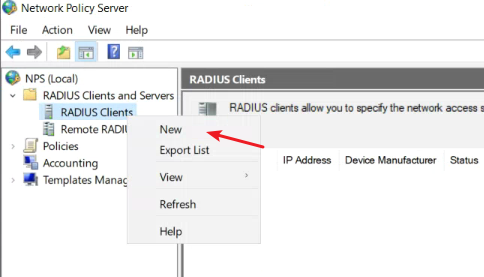 Network Policy Server
File Action View Help
NPS (Local)
RADIUS Clients and Servers
RADIUS Clients
Remote RADIU
Policies
Accounting
Templates Manag
New
Export List
View
Refresh
Help
RADIUS Clients
RADIUS clients allow you to specify the network access s
IP Address Device Manufacturer Status